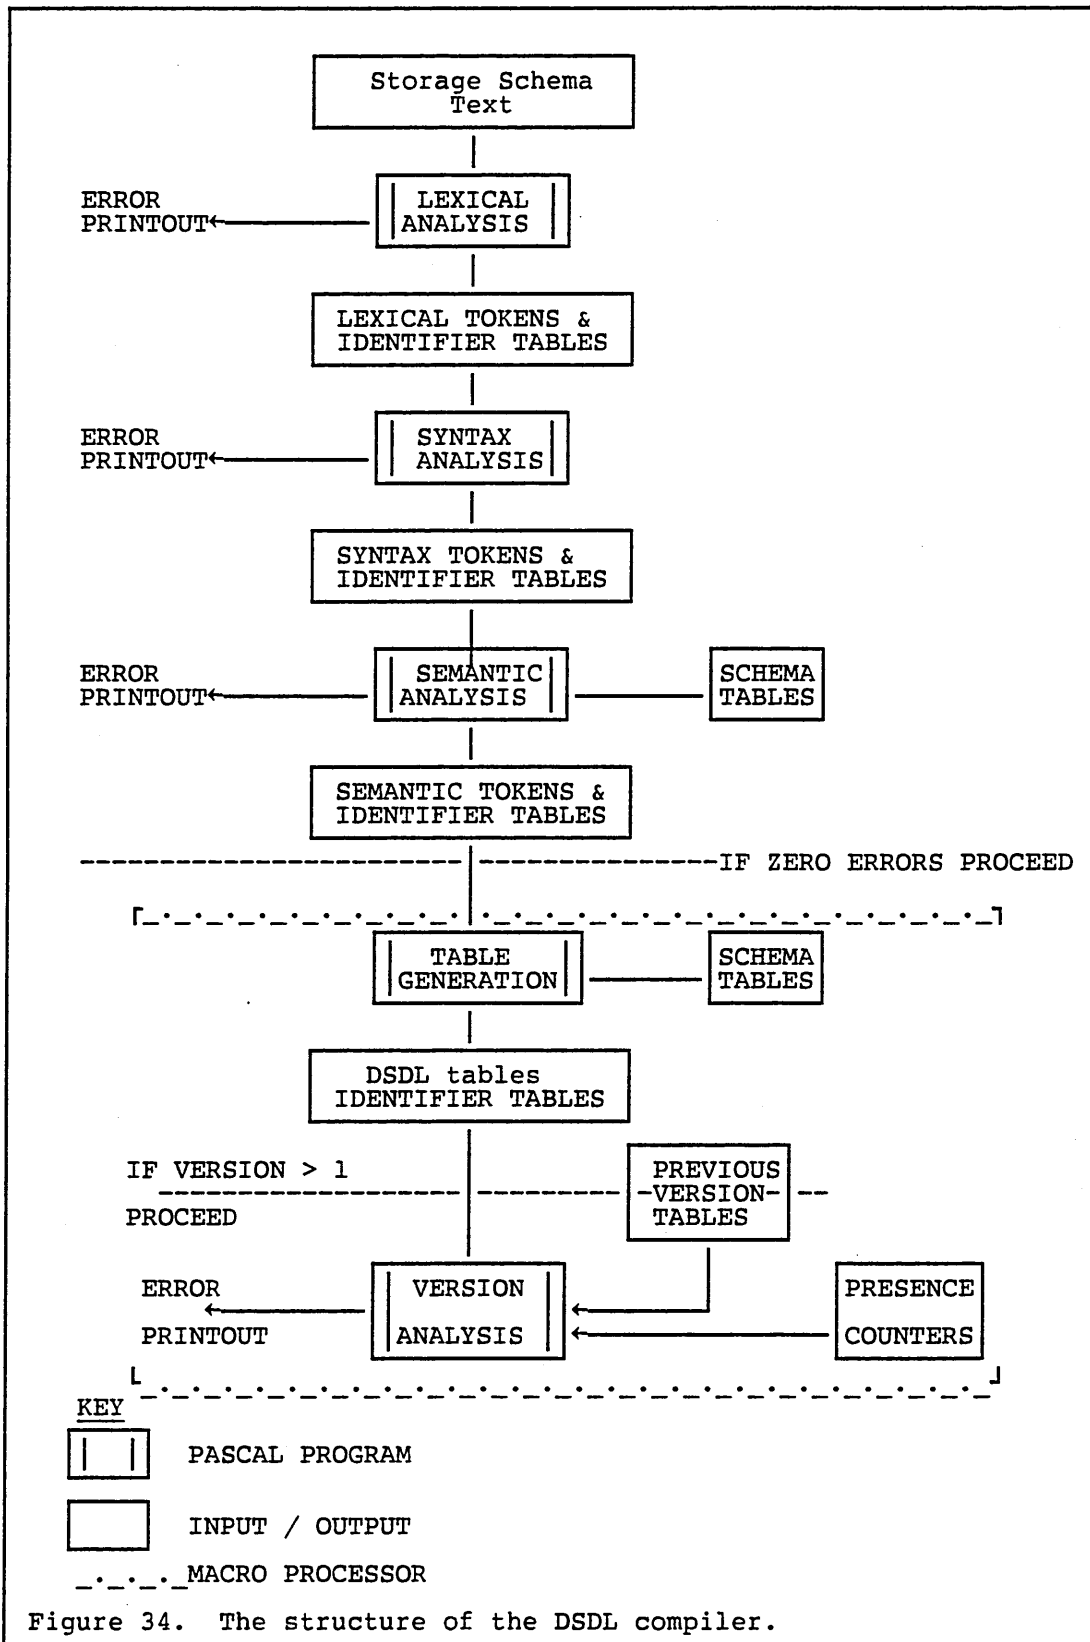 Storage Schema
Text
ERROR
PRINTOUT
LEXICAL
ANALYSIS
LEXICAL TOKENS &
IDENTIFIER TABLES
ERROR
PRINTOUT
SYNTAX
ANALYSIS
SYNTAX TOKENS &
IDENTIFIER TABLES
ERROR
PRINTOUT
SEMANTIC
ANALYSIS
SCHEMA
TABLES
SEMANTIC TOKENS &
IDENTIFIER TABLES
IF ZERO ERRORS PROCEED
TABLE
GENERATION
SCHEMA
TABLES
DSDL tables
IDENTIFIER TABLES
IF VERSION > 1
PROCEED
PREVIOUS
VERSION
TABLES
ERROR
PRINTOUT
VERSION
ANALYSIS
PRESENCE
COUNTERS
KEY
PASCAL PROGRAM
INPUT / OUTPUT
MACRO PROCESSOR
Figure 34. The structure of the DSDL compiler.